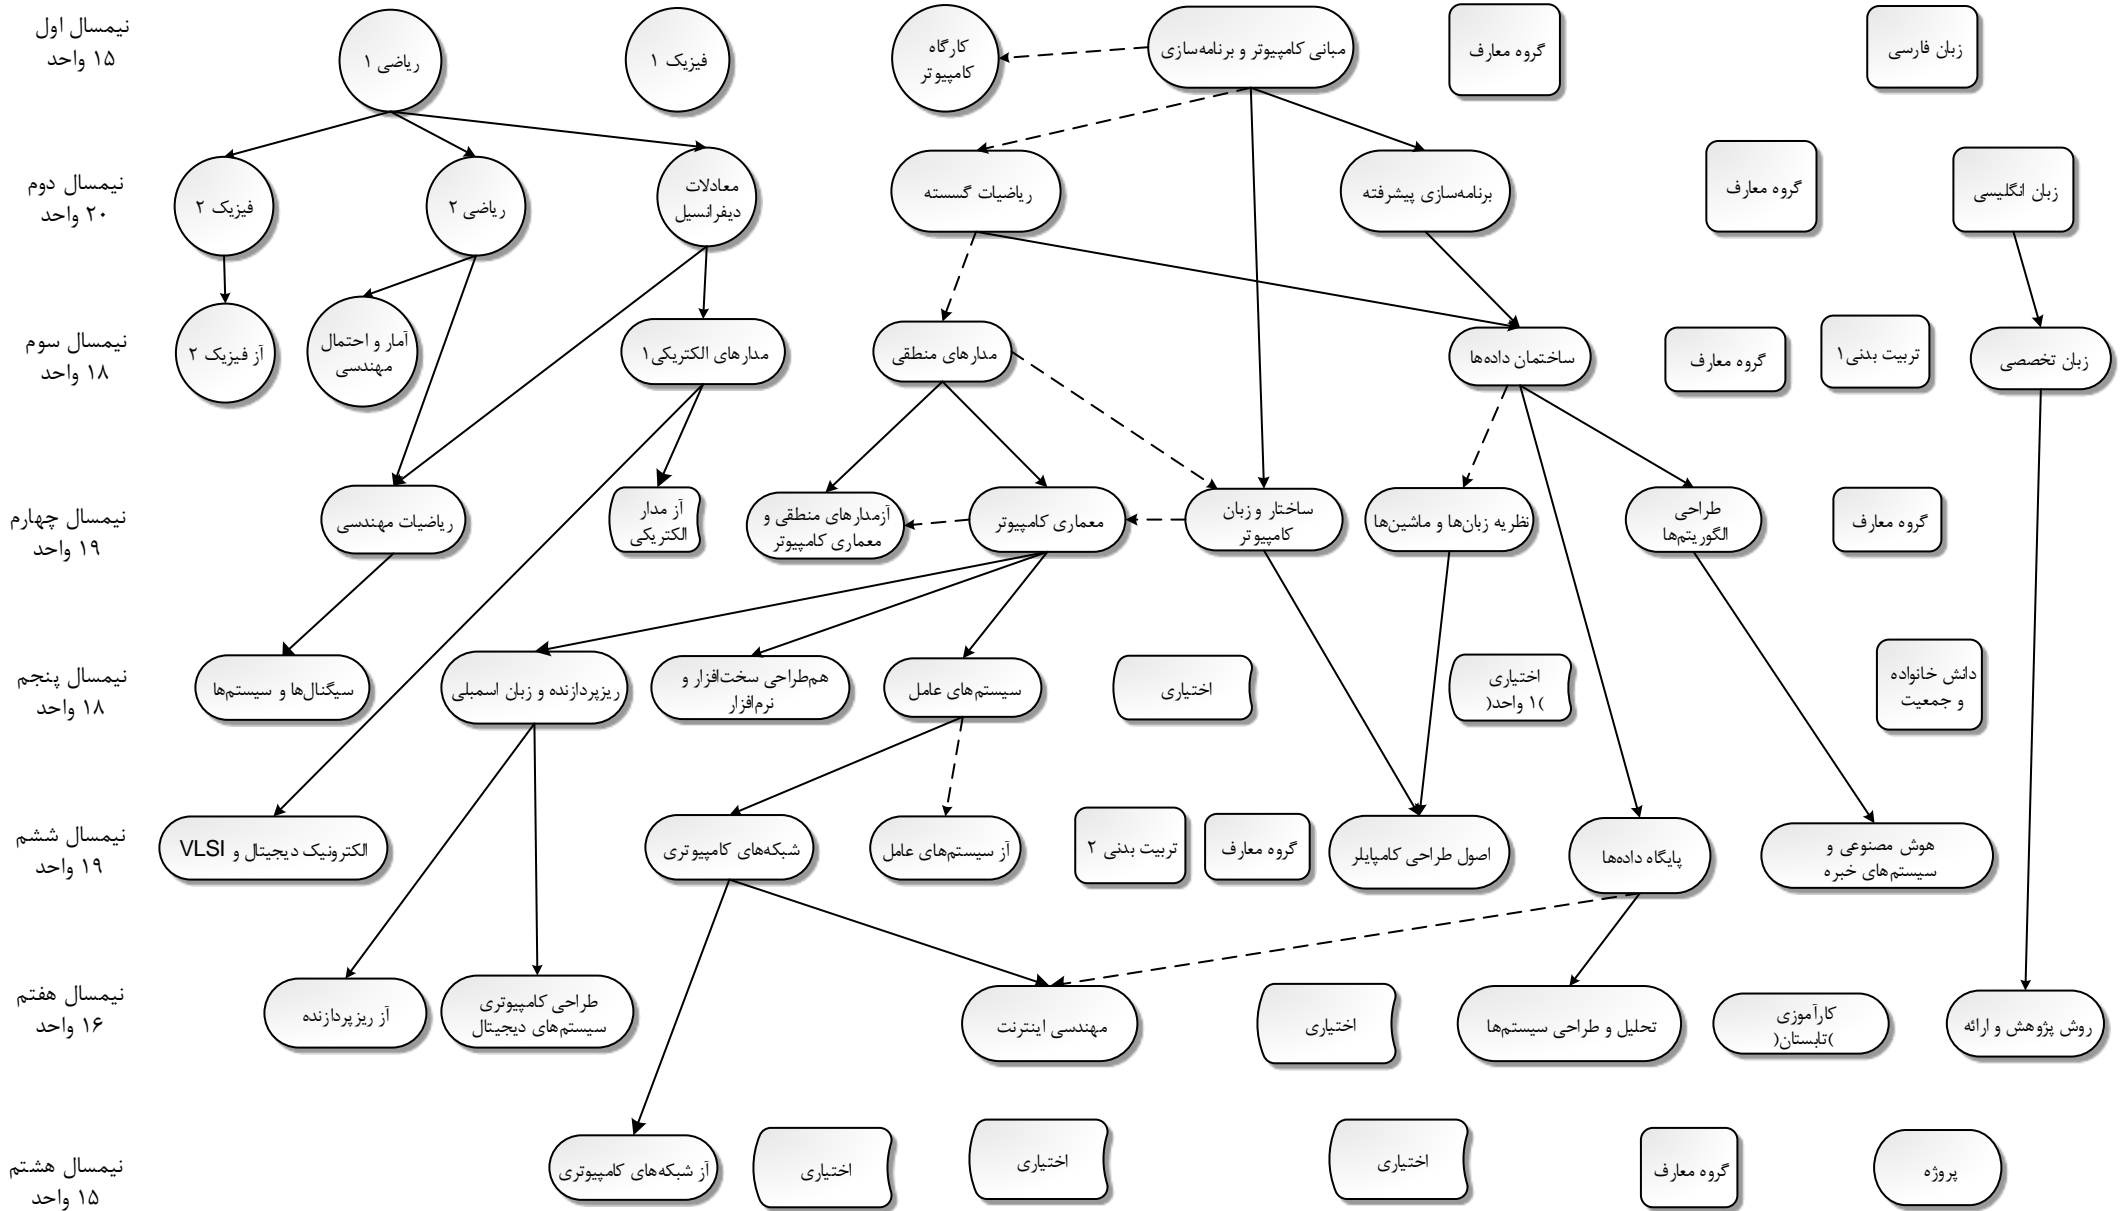 نیمسال اول
۱۵ واحد
زبان فارسی
گروه معارف
مبانی کامپیوتر و برنامه‌سازی
کارگاه
کامپیوتر
فیزیک ۱
ریاضی ۱
نیمسال دوم
۲۰ واحد
زبان انگلیسی
گروه معارف
برنامه‌سازی پیشرفته
ریاضیات گسسته
معادلات
دیفرانسیل
ریاضی ۲
فیزیک ۲
نیمسال سوم
۱۸ واحد
زبان تخصصی
تربیت بدنی۱
گروه معارف
ساختمان داده‌ها
مدارهای منطقی
مدارهای الکتریکی۱
آمار و احتمال
مهندسی
آز فیزیک ۲
نیمسال چهارم
۱۹ واحد
گروه معارف
طراحی
الگوریتم‌ها
نظریه زبان‌ها و ماشین‌ها
ساختار و زبان
کامپیوتر
معماری کامپیوتر
آزمدارهای منطقی و
معماری کامپیوتر
آز مدار
الکتریکی
ریاضیات مهندسی
نیمسال پنجم
۱۸ واحد
دانش خانواده
و جمعیت
اختیاری
)۱ واحد(
اختیاری
سیستم‌های عامل
هم‌طراحی سخت‌افزار و
نرم‌افزار
ریزپردازنده و زبان اسمبلی
سیگنال‌ها و سیستم‌ها
نیمسال ششم
۱۹ واحد
هوش مصنوعی و
سیستم‌های خبره
پایگاه داده‌ها
اصول طراحی کامپایلر
گروه معارف
تربیت بدنی ۲
آز سیستم‌های عامل
شبکه‌های کامپیوتری
الکترونیک دیجیتال و VLSI
نیمسال هفتم
۱۶ واحد
روش پژوهش و ارائه
کارآموزی
)تابستان(
تحلیل و طراحی سیستم‌ها
اختیاری
مهندسی اینترنت
طراحی کامپیوتری
سیستم‌های دیجیتال
آز ریزپردازنده
نیمسال هشتم
۱۵ واحد
پروژه
گروه معارف
اختیاری
اختیاری
اختیاری
آز شبکه‌های کامپیوتری